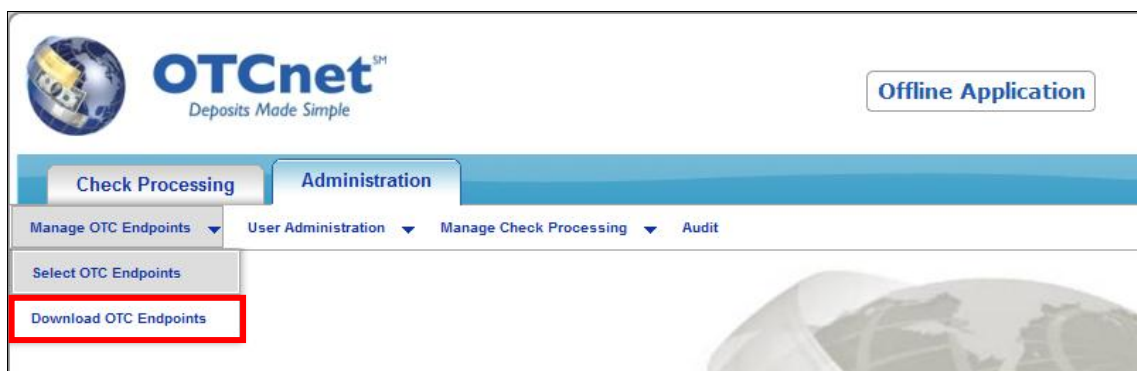 OTCnet℠
Deposits Made Simple
Offline Application
Check Processing Administration
Manage OTC Endpoints User Administration Manage Check Processing Audit
Select OTC Endpoints
Download OTC Endpoints